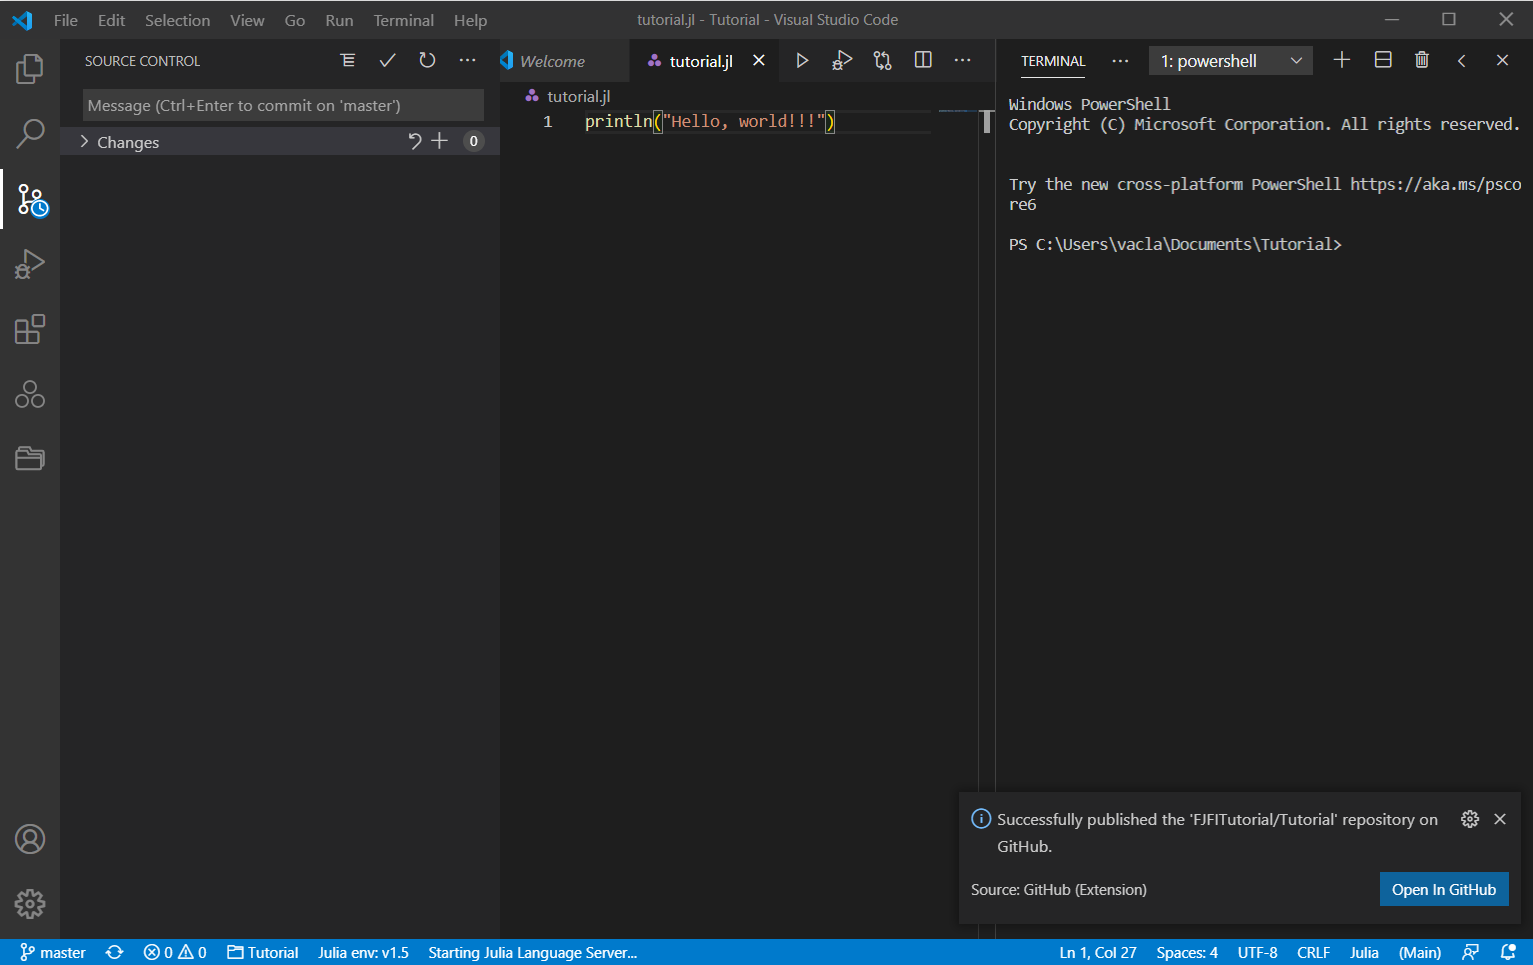 File Edit Selection View Go Run Terminal Help
tutorial.jl - Tutorial - Visual Studio Code
SOURCE CONTROL
Message (Ctrl+Enter to commit on 'master')
Changes
0
Welcome
tutorial.jl
tutorial.jl
1 println("Hello, world!!!")
TERMINAL
1: powershell
Windows PowerShell
Copyright (C) Microsoft Corporation. All rights reserved.
Try the new cross-platform PowerShell https://aka.ms/psco
re6
PS C:\Users\vacla\Documents\Tutorial>
Successfully published the 'FJFITutorial/Tutorial' repository on
GitHub.
Source: GitHub (Extension)
Open In GitHub
master 0 0 Tutorial Julia env: v1.5 Starting Julia Language Server... Ln 1, Col 27 Spaces: 4 UTF-8 CRLF Julia (Main)